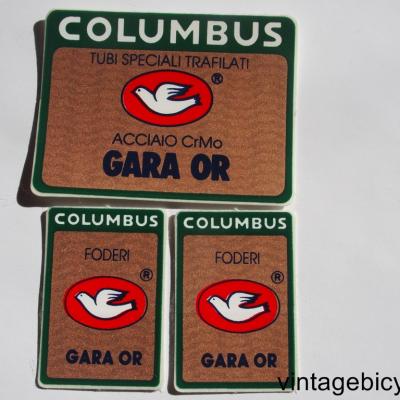 COLUMBUS
TUBI SPECIALI TRAFILATI
®
ACCIAIO CrMo
GARA OR
COLUMBUS
FODERI
®
GARA OR
COLUMBUS
FODERI
®
GARA OR
vintagebicy